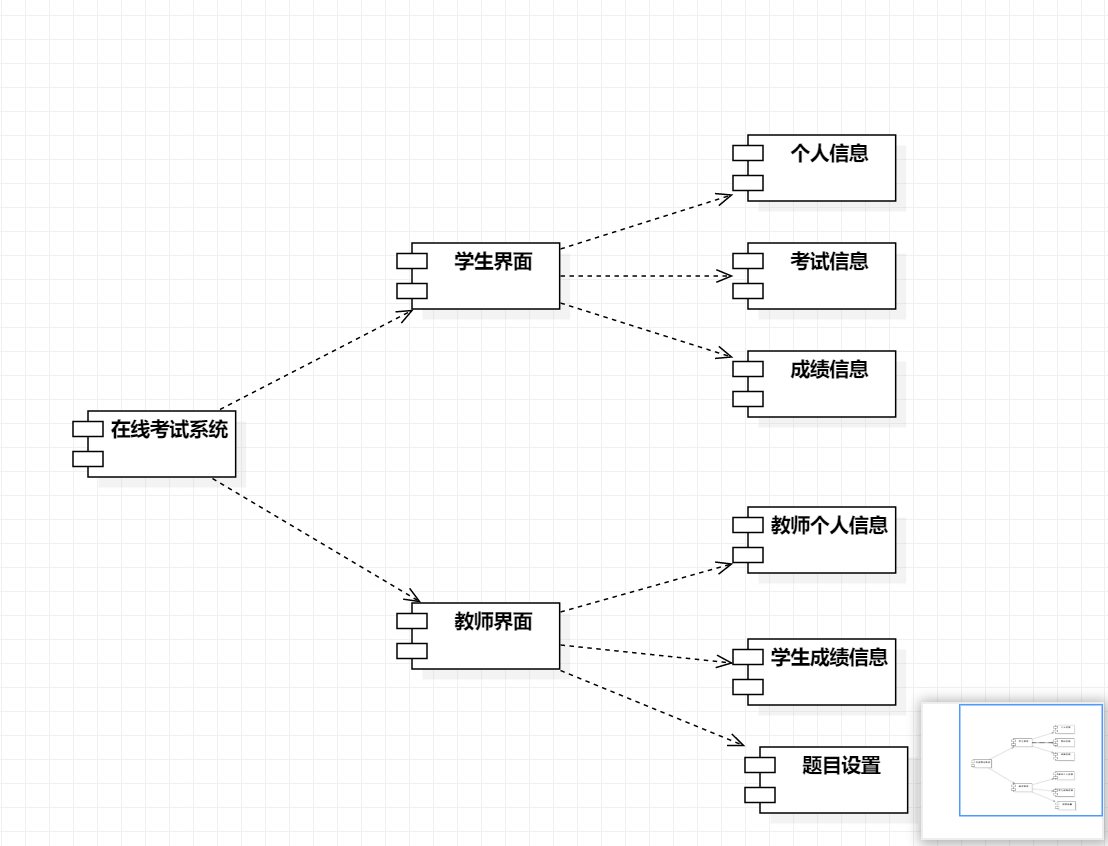 个人信息
学生界面
考试信息
成绩信息
在线考试系统
教师个人信息
教师界面
学生成绩信息
题目设置